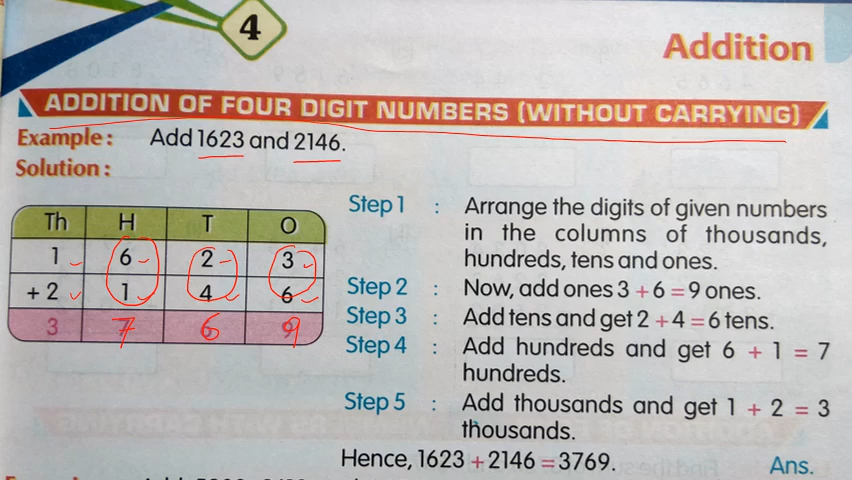 4
Addition
ADDITION OF FOUR DIGIT NUMBERS (WITHOUT CARRYING)
Example : Add 1623 and 2146.
Solution :
Th H T O
1 6 2 3
+ 2 1 4 6
3 7 6 9
Step 1 : Arrange the digits of given numbers
in the columns of thousands,
hundreds, tens and ones.
Step 2 : Now, add ones 3 + 6 = 9 ones.
Step 3 : Add tens and get 2 + 4 = 6 tens.
Step 4 : Add hundreds and get 6 + 1 = 7
hundreds.
Step 5 : Add thousands and get 1 + 2 = 3
thousands.
Hence, 1623 + 2146 = 3769. Ans.